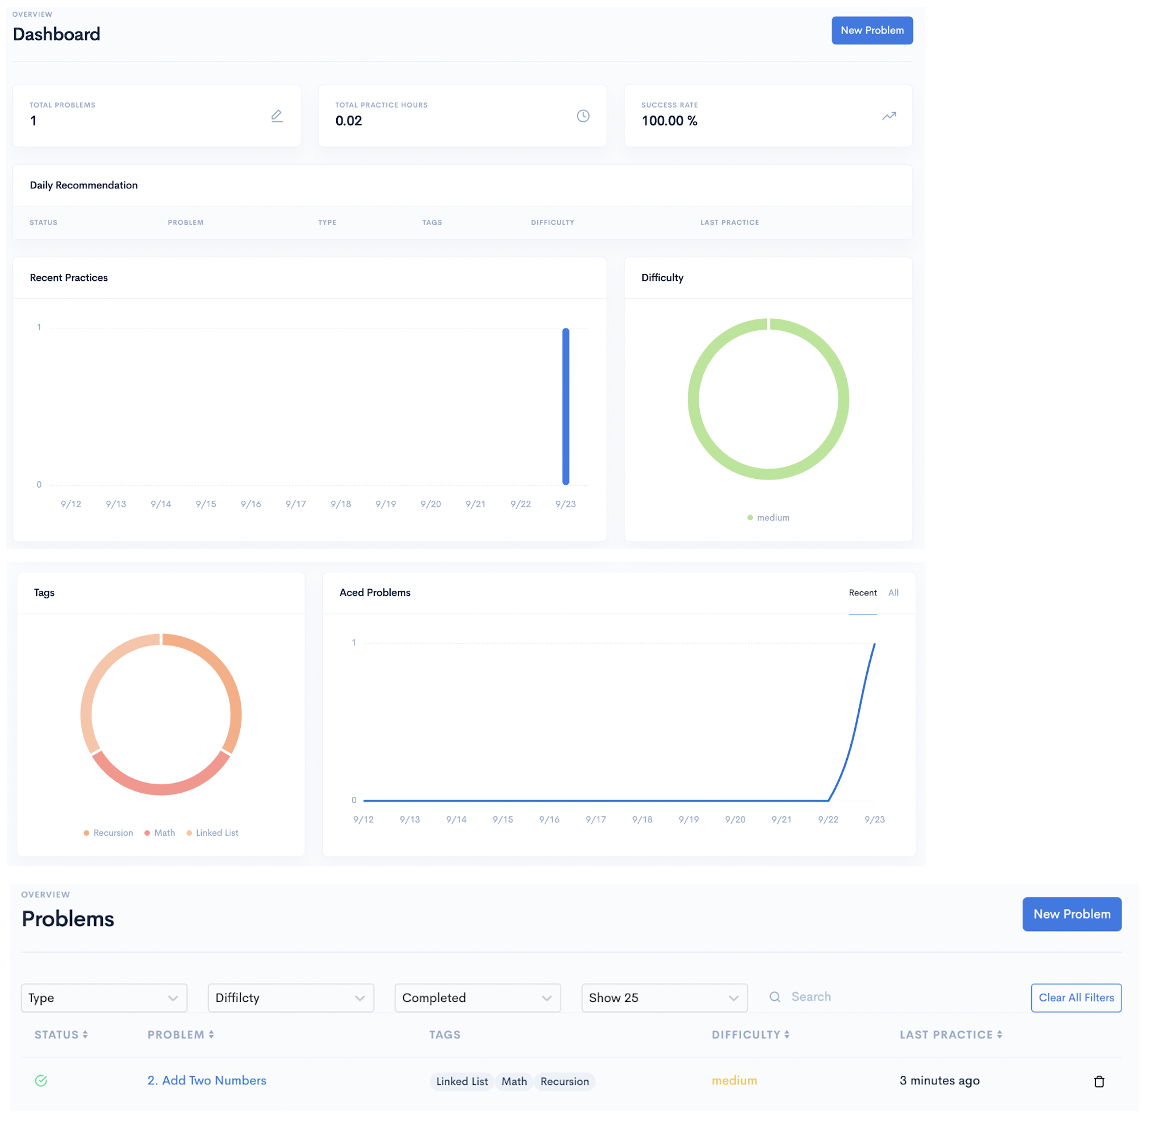 OVERVIEW
Dashboard
New Problem
TOTAL PROBLEMS
1
TOTAL PRACTICE HOURS
0.02
SUCCESS RATE
100.00 %
Daily Recommendation
STATUS PROBLEM TYPE TAGS DIFFICULTY LAST PRACTICE
Recent Practices
1
0
9/12 9/13 9/14 9/15 9/16 9/17 9/18 9/19 9/20 9/21 9/22 9/23
Difficulty
medium
Tags
Recursion Math Linked List
Aced Problems
Recent All
1
0
9/12 9/13 9/14 9/15 9/16 9/17 9/18 9/19 9/20 9/21 9/22 9/23
OVERVIEW
Problems
New Problem
Type Diffilcty Completed Show 25 Search Clear All Filters
STATUS PROBLEM TAGS DIFFICULTY LAST PRACTICE
2. Add Two Numbers Linked List Math Recursion medium 3 minutes ago